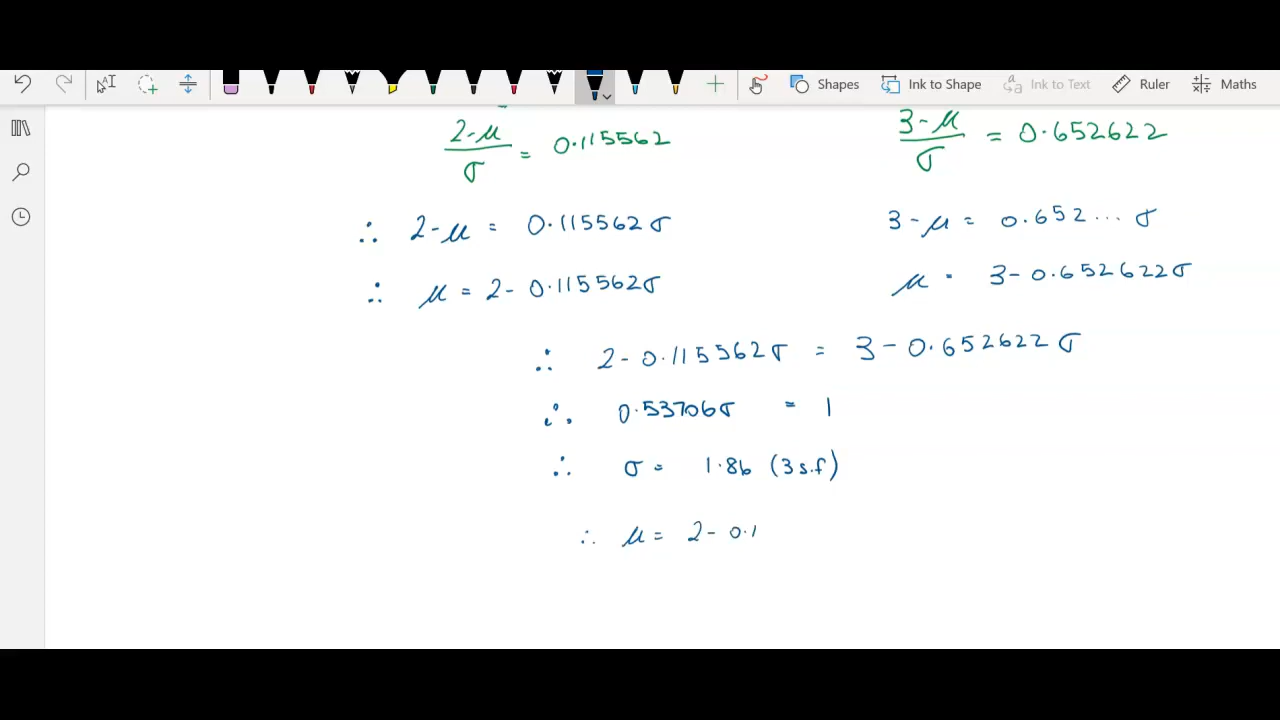 Shapes Ink to Shape Ink to Text Ruler Maths
2-μ/σ = 0.115562 3-μ/σ = 0.652622
∴ 2-μ = 0.115562σ 3-μ = 0.652... σ
∴ μ = 2- 0.115562σ μ = 3-0.652622σ
∴ 2-0.115562σ = 3-0.652622σ
∴ 0.53706σ = 1
∴ σ = 1.86 (3s.f)
∴ μ = 2-0.1